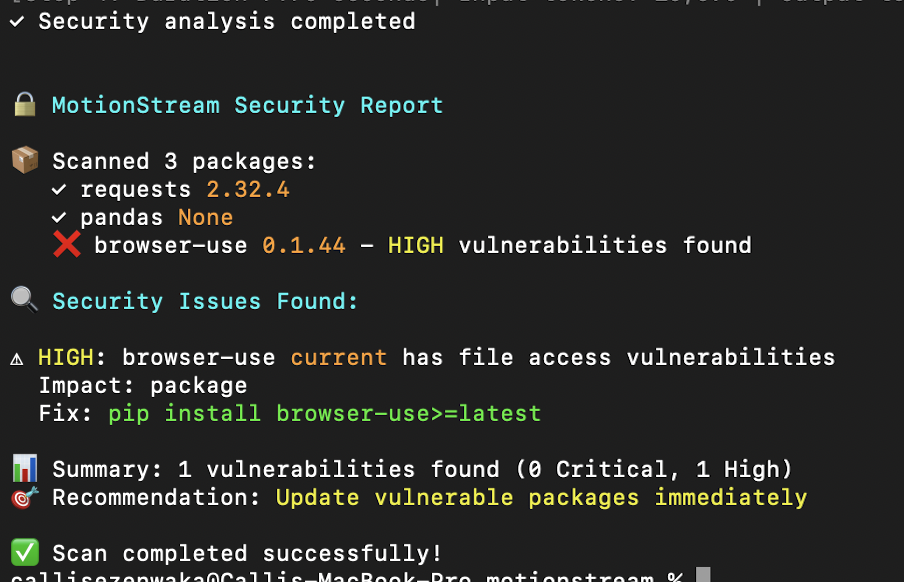 ✓ Security analysis completed
🔒 MotionStream Security Report
📦 Scanned 3 packages:
✓ requests 2.32.4
✓ pandas None
❌ browser-use 0.1.44 - HIGH vulnerabilities found
🔍 Security Issues Found:
⚠ HIGH: browser-use current has file access vulnerabilities
Impact: package
Fix: pip install browser-use>=latest
📊 Summary: 1 vulnerabilities found (0 Critical, 1 High)
🎯 Recommendation: Update vulnerable packages immediately
✅ Scan completed successfully!
callisezenwaka@Callis-MacBook-Pro motionstream %